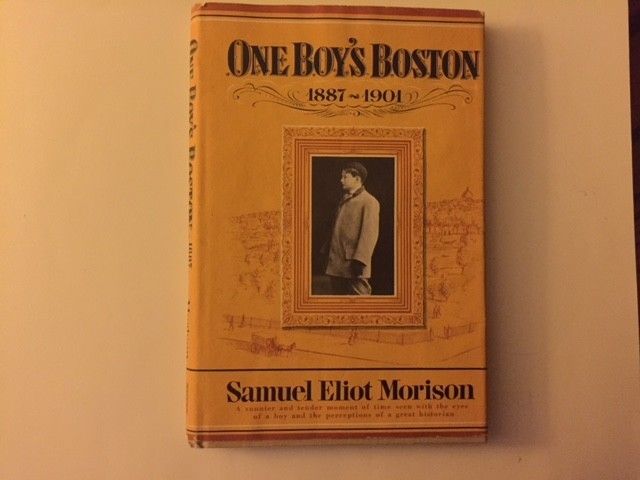 ONE BOY'S BOSTON
1887~1901
Samuel Eliot Morison
A sunnier and tender moment of time seen with the eyes
of a boy and the perceptions of a great historian
ONE BOY'S BOSTON